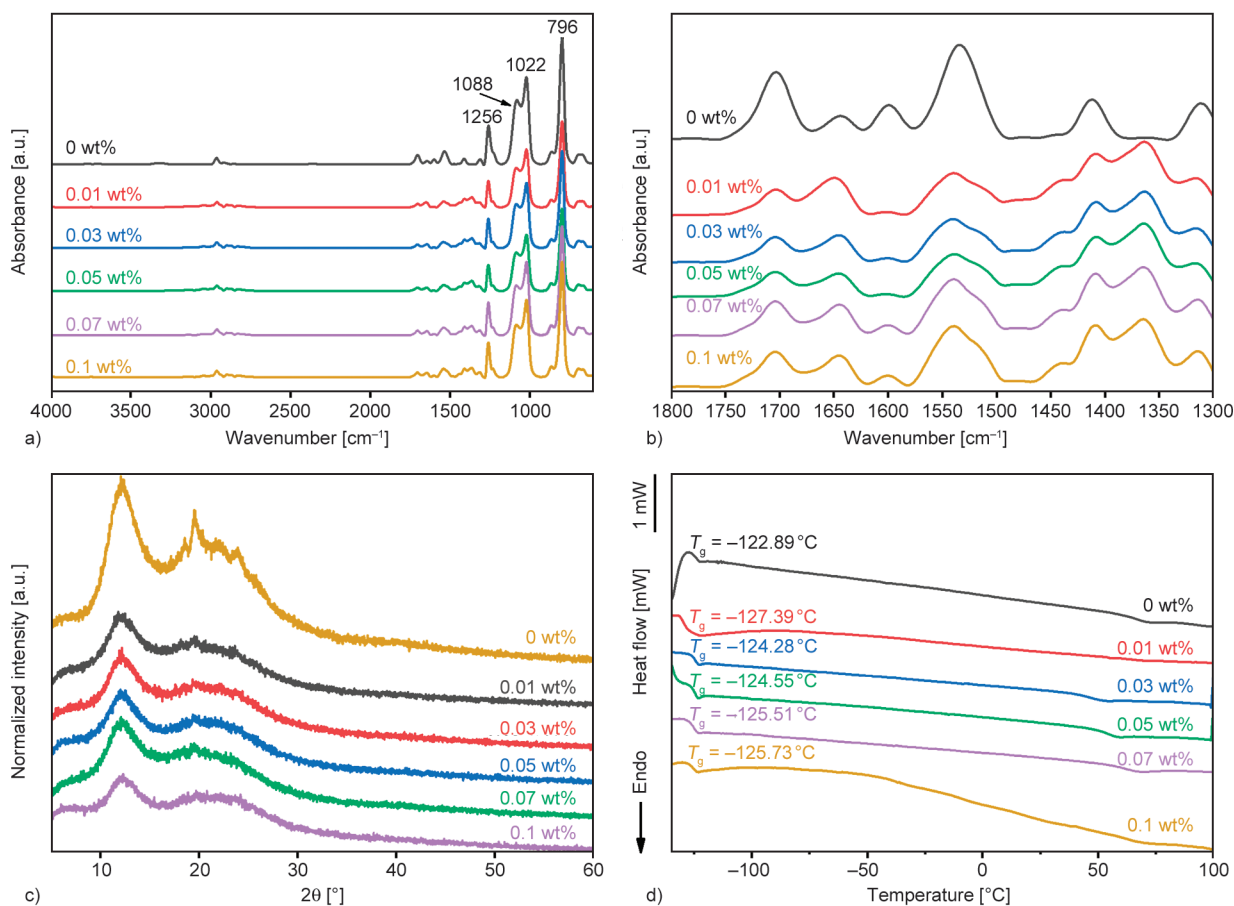 796
1022
1088
1256
0 wt%
0.01 wt%
0.03 wt%
0.05 wt%
0.07 wt%
0.1 wt%
Absorbance [a.u.]
4000 3500 3000 2500 2000 1500 1000
Wavenumber [cm⁻¹]
a)
0 wt%
0.01 wt%
0.03 wt%
0.05 wt%
0.07 wt%
0.1 wt%
Absorbance [a.u.]
1800 1750 1700 1650 1600 1550 1500 1450 1400 1350 1300
Wavenumber [cm⁻¹]
b)
0 wt%
0.01 wt%
0.03 wt%
0.05 wt%
0.07 wt%
0.1 wt%
Normalized intensity [a.u.]
10 20 30 40 50 60
2θ [°]
c)
1 mW
Tg = –122.89 °C
0 wt%
Tg = –127.39 °C
0.01 wt%
Tg = –124.28 °C
0.03 wt%
Tg = –124.55 °C
0.05 wt%
Tg = –125.51 °C
0.07 wt%
Tg = –125.73 °C
0.1 wt%
Heat flow [mW]
Endo
–100 –50 0 50 100
Temperature [°C]
d)